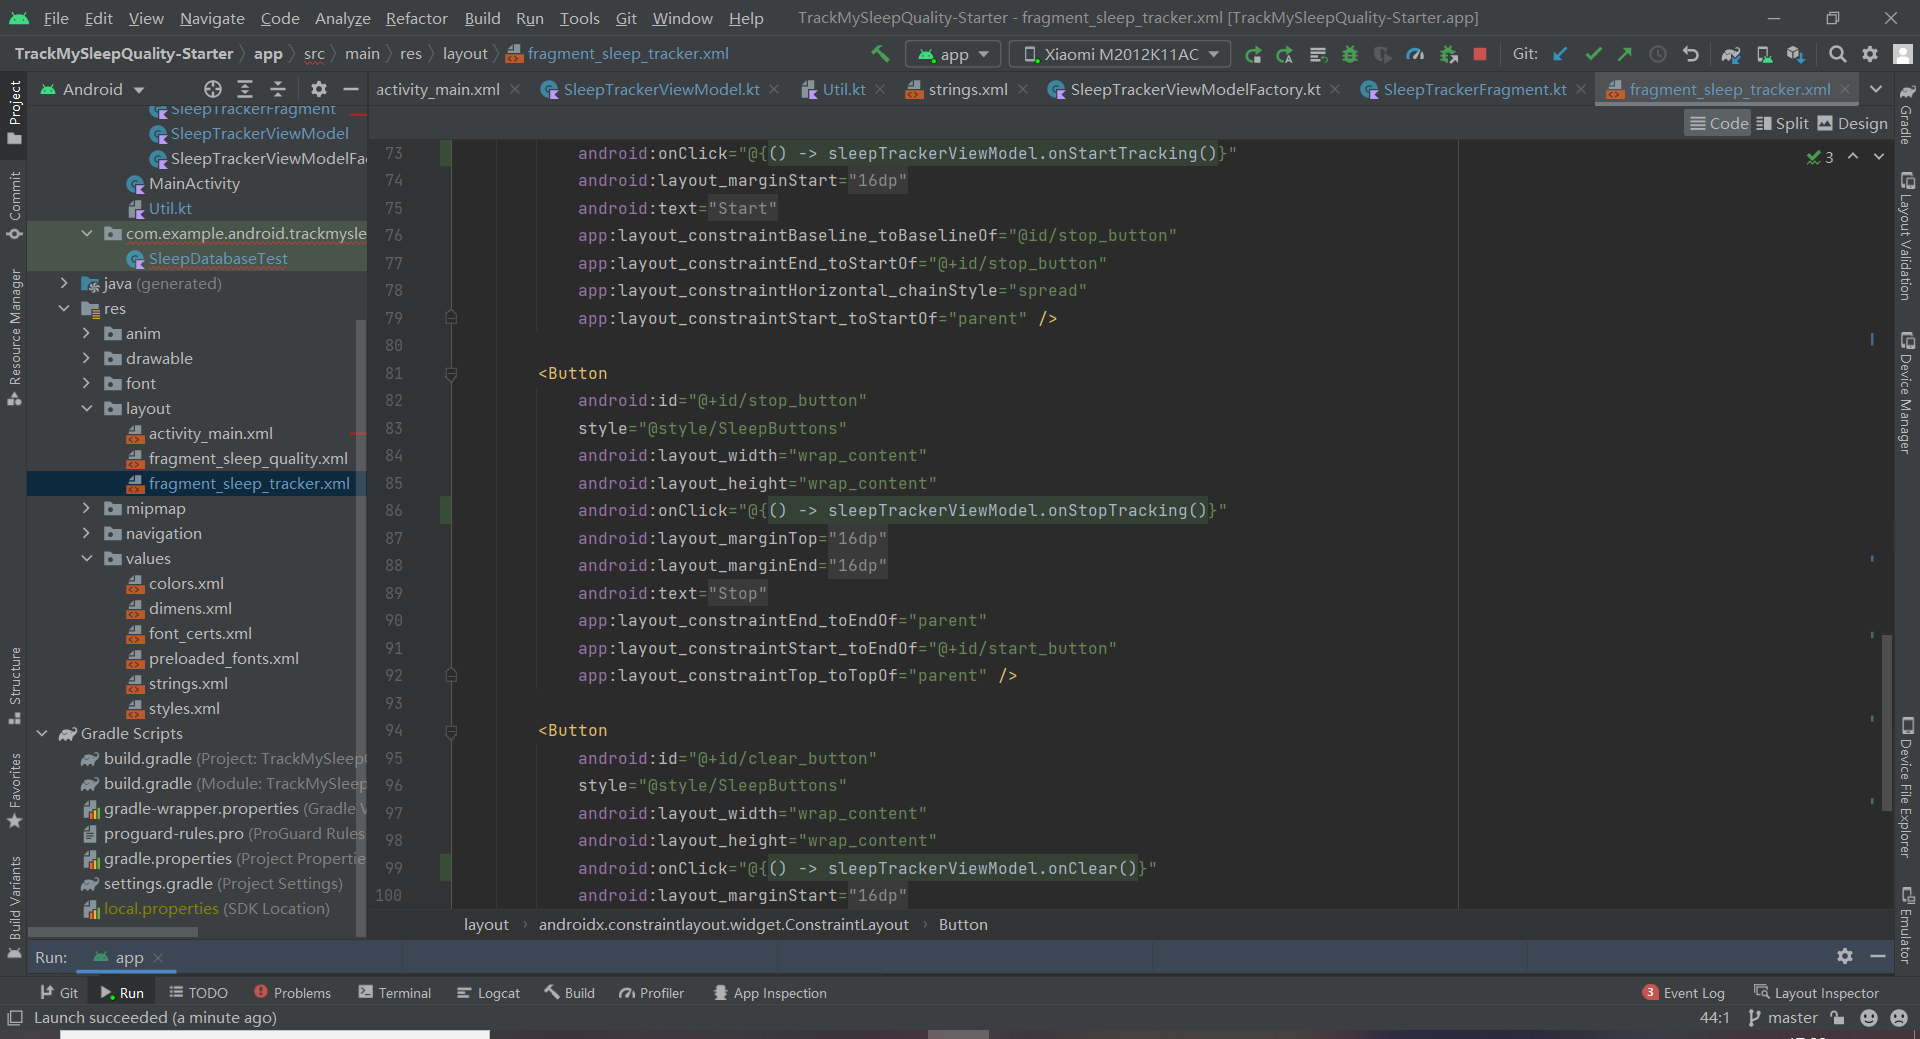 File Edit View Navigate Code Analyze Refactor Build Run Tools Git Window Help TrackMySleepQuality-Starter - fragment_sleep_tracker.xml [TrackMySleepQuality-Starter.app]
TrackMySleepQuality-Starter app src main res layout fragment_sleep_tracker.xml app Xiaomi M2012K11AC Git:
Project
Commit
Resource Manager
Structure
Favorites
Build Variants
Android
SleepTrackerFragment
SleepTrackerViewModel
SleepTrackerViewModelFa
MainActivity
Util.kt
com.example.android.trackmysle
SleepDatabaseTest
java (generated)
res
anim
drawable
font
layout
activity_main.xml
fragment_sleep_quality.xml
fragment_sleep_tracker.xml
mipmap
navigation
values
colors.xml
dimens.xml
font_certs.xml
preloaded_fonts.xml
strings.xml
styles.xml
Gradle Scripts
build.gradle (Project: TrackMySleep
build.gradle (Module: TrackMySleep
gradle-wrapper.properties (Gradle V
proguard-rules.pro (ProGuard Rules
gradle.properties (Project Propertie
settings.gradle (Project Settings)
local.properties (SDK Location)
activity_main.xml SleepTrackerViewModel.kt Util.kt strings.xml SleepTrackerViewModelFactory.kt SleepTrackerFragment.kt fragment_sleep_tracker.xml
Code Split Design
3
73 android:onClick="@{() -> sleepTrackerViewModel.onStartTracking()}"
74 android:layout_marginStart="16dp"
75 android:text="Start"
76 app:layout_constraintBaseline_toBaselineOf="@id/stop_button"
77 app:layout_constraintEnd_toStartOf="@+id/stop_button"
78 app:layout_constraintHorizontal_chainStyle="spread"
79 app:layout_constraintStart_toStartOf="parent" />
80
81 <Button
82 android:id="@+id/stop_button"
83 style="@style/SleepButtons"
84 android:layout_width="wrap_content"
85 android:layout_height="wrap_content"
86 android:onClick="@{() -> sleepTrackerViewModel.onStopTracking()}"
87 android:layout_marginTop="16dp"
88 android:layout_marginEnd="16dp"
89 android:text="Stop"
90 app:layout_constraintEnd_toEndOf="parent"
91 app:layout_constraintStart_toEndOf="@+id/start_button"
92 app:layout_constraintTop_toTopOf="parent" />
93
94 <Button
95 android:id="@+id/clear_button"
96 style="@style/SleepButtons"
97 android:layout_width="wrap_content"
98 android:layout_height="wrap_content"
99 android:onClick="@{() -> sleepTrackerViewModel.onClear()}"
100 android:layout_marginStart="16dp"
layout androidx.constraintlayout.widget.ConstraintLayout Button
Gradle
Layout Validation
Device Manager
Device File Explorer
Emulator
Run: app
Git Run TODO Problems Terminal Logcat Build Profiler App Inspection 3 Event Log Layout Inspector
Launch succeeded (a minute ago) 44:1 master